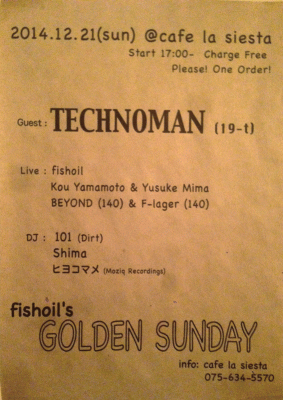 2014.12.21(sun) @cafe la siesta
Start 17:00- Charge Free
Please! One Order!
Guest : TECHNOMAN (19-t)
Live : fishoil
Kou Yamamoto & Yusuke Mima
BEYOND (140) & F-lager (140)
DJ : 101 (Dirt)
Shima
ヒヨコマメ (Maziq Recordings)
fishoil's
GOLDEN SUNDAY
info: cafe la siesta
075-634-5570